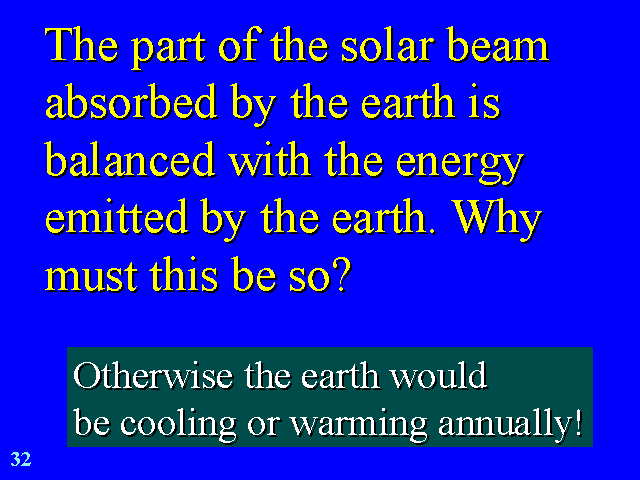 The part of the solar beam
absorbed by the earth is
balanced with the energy
emitted by the earth. Why
must this be so?
Otherwise the earth would
be cooling or warming annually!
32